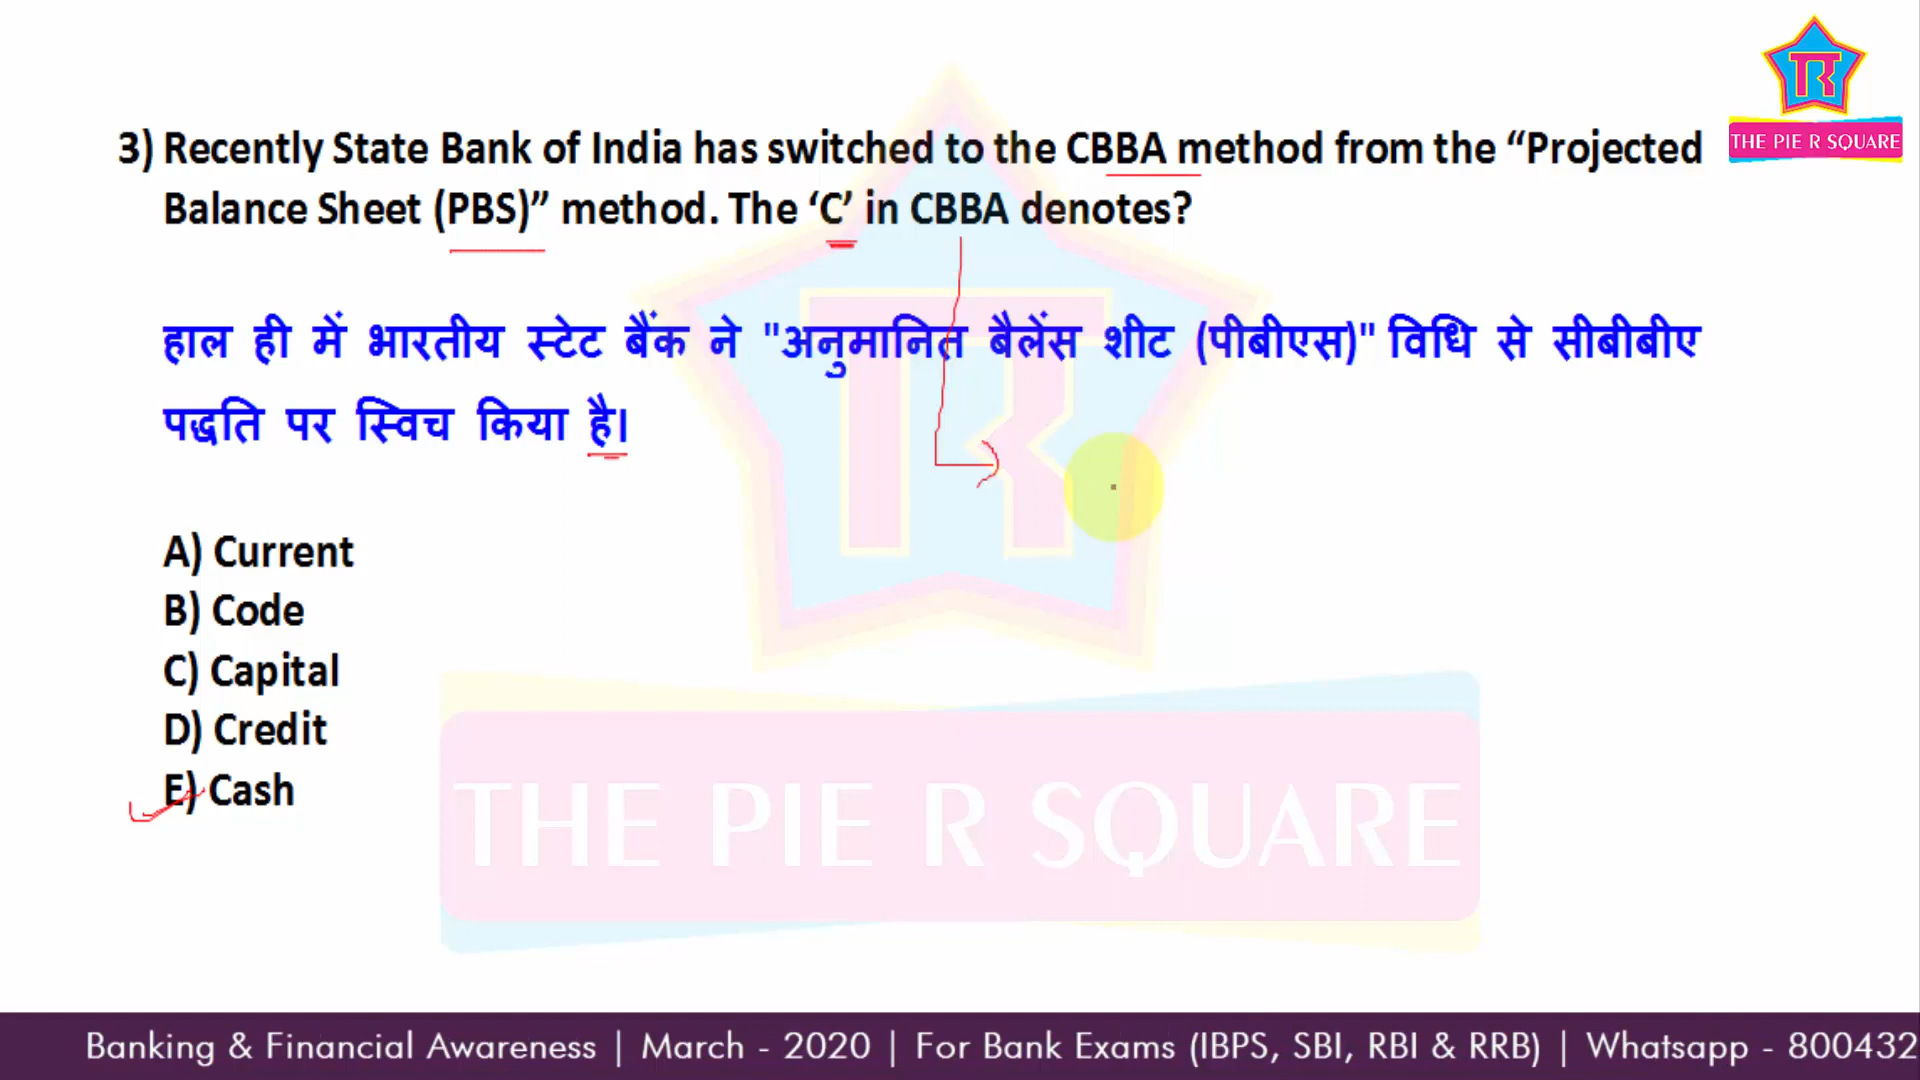 TR
THE PIE R SQUARE
3) Recently State Bank of India has switched to the CBBA method from the “Projected
Balance Sheet (PBS)” method. The ‘C’ in CBBA denotes?
हाल ही में भारतीय स्टेट बैंक ने "अनुमानित बैलेंस शीट (पीबीएस)" विधि से सीबीबीए
पद्धति पर स्विच किया है।
A) Current
B) Code
C) Capital
D) Credit
E) Cash
THE PIE R SQUARE
Banking & Financial Awareness | March - 2020 | For Bank Exams (IBPS, SBI, RBI & RRB) | Whatsapp - 800432